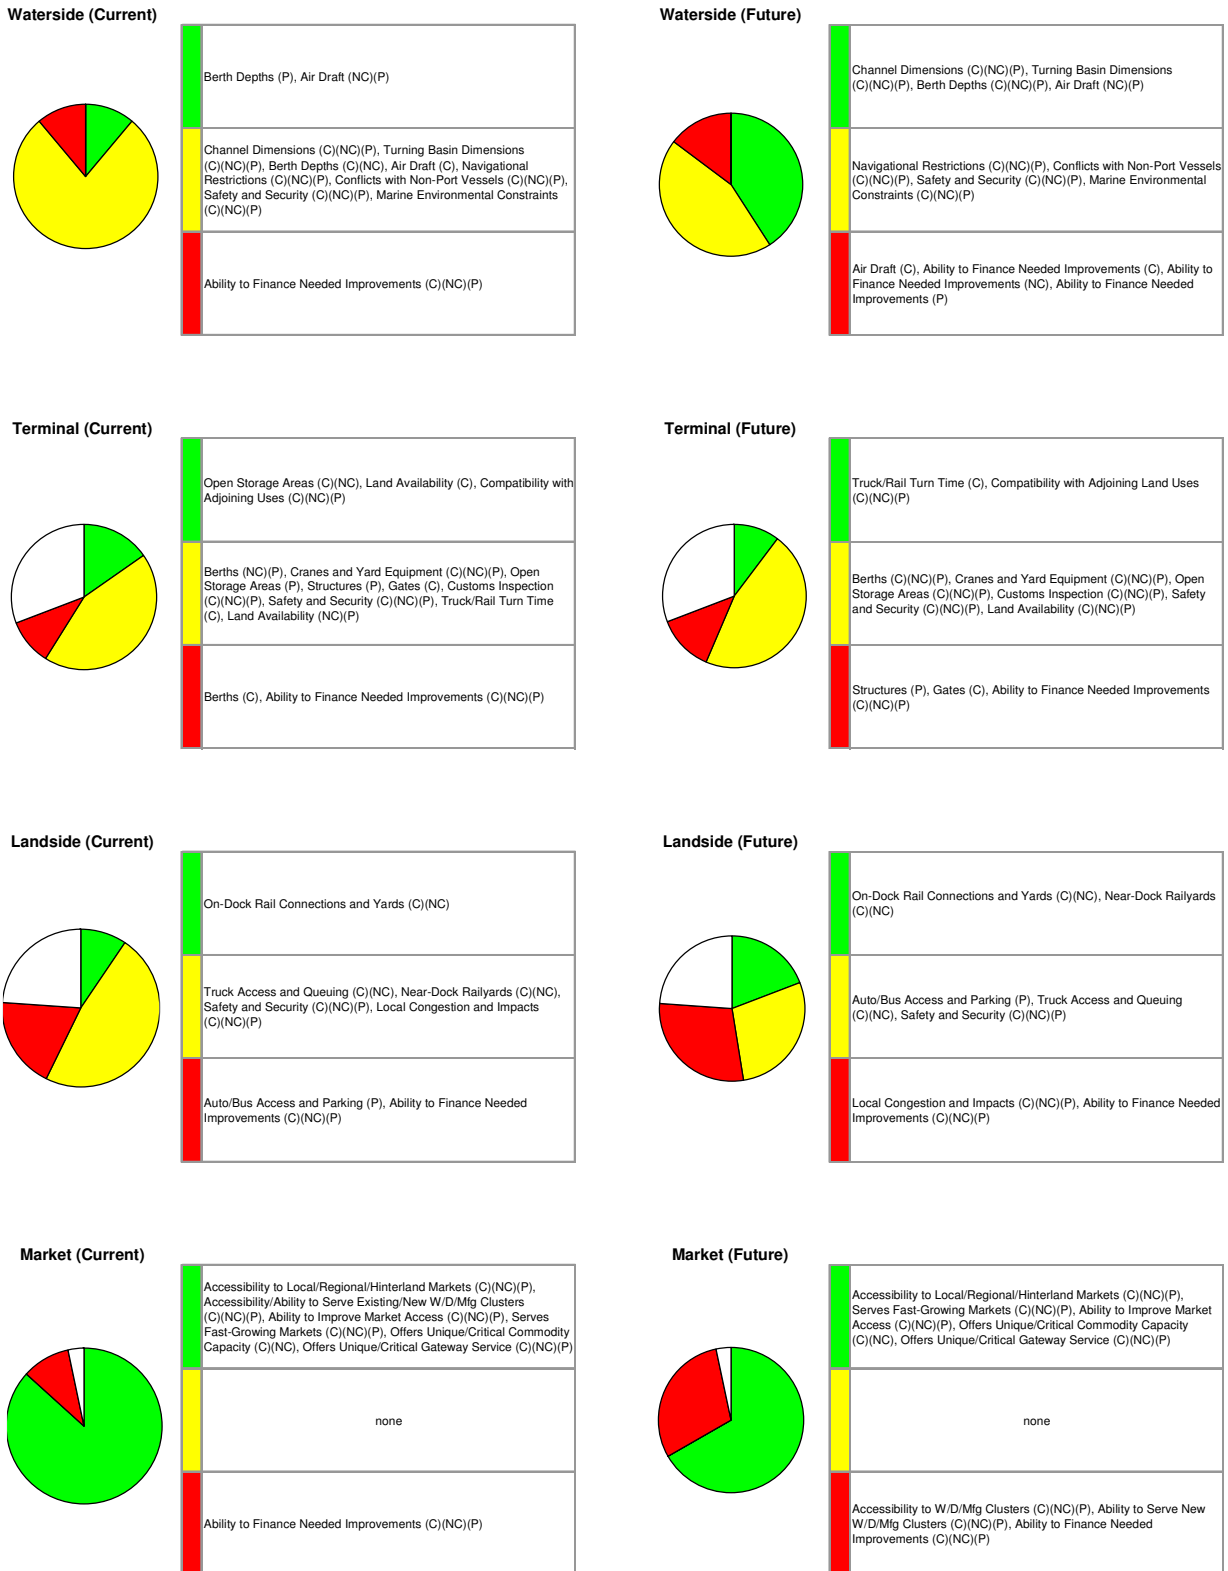 Waterside (Current)
Berth Depths (P), Air Draft (NC)(P)
Channel Dimensions (C)(NC)(P), Turning Basin Dimensions
(C)(NC)(P), Berth Depths (C)(NC), Air Draft (C), Navigational
Restrictions (C)(NC)(P), Conflicts with Non-Port Vessels (C)(NC)(P),
Safety and Security (C)(NC)(P), Marine Environmental Constraints
(C)(NC)(P)
Ability to Finance Needed Improvements (C)(NC)(P)
Waterside (Future)
Channel Dimensions (C)(NC)(P), Turning Basin Dimensions
(C)(NC)(P), Berth Depths (C)(NC)(P), Air Draft (NC)(P)
Navigational Restrictions (C)(NC)(P), Conflicts with Non-Port Vessels
(C)(NC)(P), Safety and Security (C)(NC)(P), Marine Environmental
Constraints (C)(NC)(P)
Air Draft (C), Ability to Finance Needed Improvements (C), Ability to
Finance Needed Improvements (NC), Ability to Finance Needed
Improvements (P)
Terminal (Current)
Open Storage Areas (C)(NC), Land Availability (C), Compatibility with
Adjoining Uses (C)(NC)(P)
Berths (NC)(P), Cranes and Yard Equipment (C)(NC)(P), Open
Storage Areas (P), Structures (P), Gates (C), Customs Inspection
(C)(NC)(P), Safety and Security (C)(NC)(P), Truck/Rail Turn Time
(C), Land Availability (NC)(P)
Berths (C), Ability to Finance Needed Improvements (C)(NC)(P)
Terminal (Future)
Truck/Rail Turn Time (C), Compatibility with Adjoining Land Uses
(C)(NC)(P)
Berths (C)(NC)(P), Cranes and Yard Equipment (C)(NC)(P), Open
Storage Areas (C)(NC)(P), Customs Inspection (C)(NC)(P), Safety
and Security (C)(NC)(P), Land Availability (C)(NC)(P)
Structures (P), Gates (C), Ability to Finance Needed Improvements
(C)(NC)(P)
Landside (Current)
On-Dock Rail Connections and Yards (C)(NC)
Truck Access and Queuing (C)(NC), Near-Dock Railyards (C)(NC),
Safety and Security (C)(NC)(P), Local Congestion and Impacts
(C)(NC)(P)
Auto/Bus Access and Parking (P), Ability to Finance Needed
Improvements (C)(NC)(P)
Landside (Future)
On-Dock Rail Connections and Yards (C)(NC), Near-Dock Railyards
(C)(NC)
Auto/Bus Access and Parking (P), Truck Access and Queuing
(C)(NC), Safety and Security (C)(NC)(P)
Local Congestion and Impacts (C)(NC)(P), Ability to Finance Needed
Improvements (C)(NC)(P)
Market (Current)
Accessibility to Local/Regional/Hinterland Markets (C)(NC)(P),
Accessibility/Ability to Serve Existing/New W/D/Mfg Clusters
(C)(NC)(P), Ability to Improve Market Access (C)(NC)(P), Serves
Fast-Growing Markets (C)(NC)(P), Offers Unique/Critical Commodity
Capacity (C)(NC), Offers Unique/Critical Gateway Service (C)(NC)(P)
none
Ability to Finance Needed Improvements (C)(NC)(P)
Market (Future)
Accessibility to Local/Regional/Hinterland Markets (C)(NC)(P),
Serves Fast-Growing Markets (C)(NC)(P), Ability to Improve Market
Access (C)(NC)(P), Offers Unique/Critical Commodity Capacity
(C)(NC), Offers Unique/Critical Gateway Service (C)(NC)(P)
none
Accessibility to W/D/Mfg Clusters (C)(NC)(P), Ability to Serve New
W/D/Mfg Clusters (C)(NC)(P), Ability to Finance Needed
Improvements (C)(NC)(P)